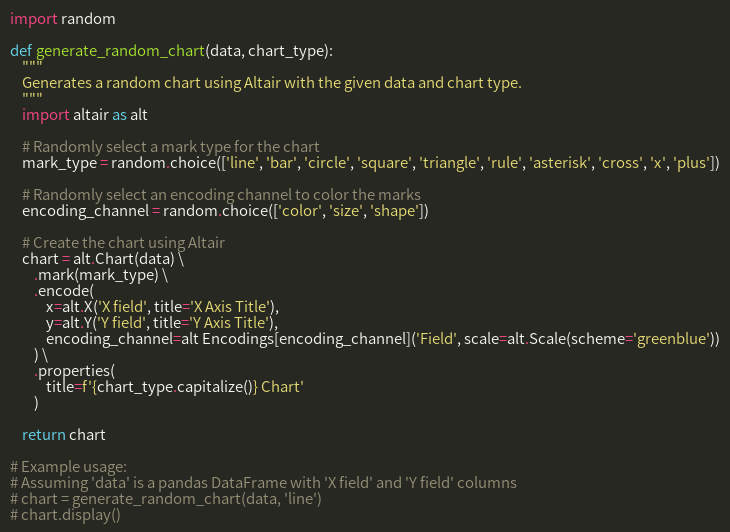 import random

def generate_random_chart(data, chart_type):
    """
    Generates a random chart using Altair with the given data and chart type.
    """
    import altair as alt

    # Randomly select a mark type for the chart
    mark_type = random.choice(['line', 'bar', 'circle', 'square', 'triangle', 'rule', 'asterisk', 'cross', 'x', 'plus'])

    # Randomly select an encoding channel to color the marks
    encoding_channel = random.choice(['color', 'size', 'shape'])

    # Create the chart using Altair
    chart = alt.Chart(data) \
        .mark(mark_type) \
        .encode(
            x=alt.X('X field', title='X Axis Title'),
            y=alt.Y('Y field', title='Y Axis Title'),
            encoding_channel=alt Encodings[encoding_channel]('Field', scale=alt.Scale(scheme='greenblue'))
        ) \
        .properties(
            title=f'{chart_type.capitalize()} Chart'
        )

    return chart

# Example usage:
# Assuming 'data' is a pandas DataFrame with 'X field' and 'Y field' columns
# chart = generate_random_chart(data, 'line')
# chart.display()